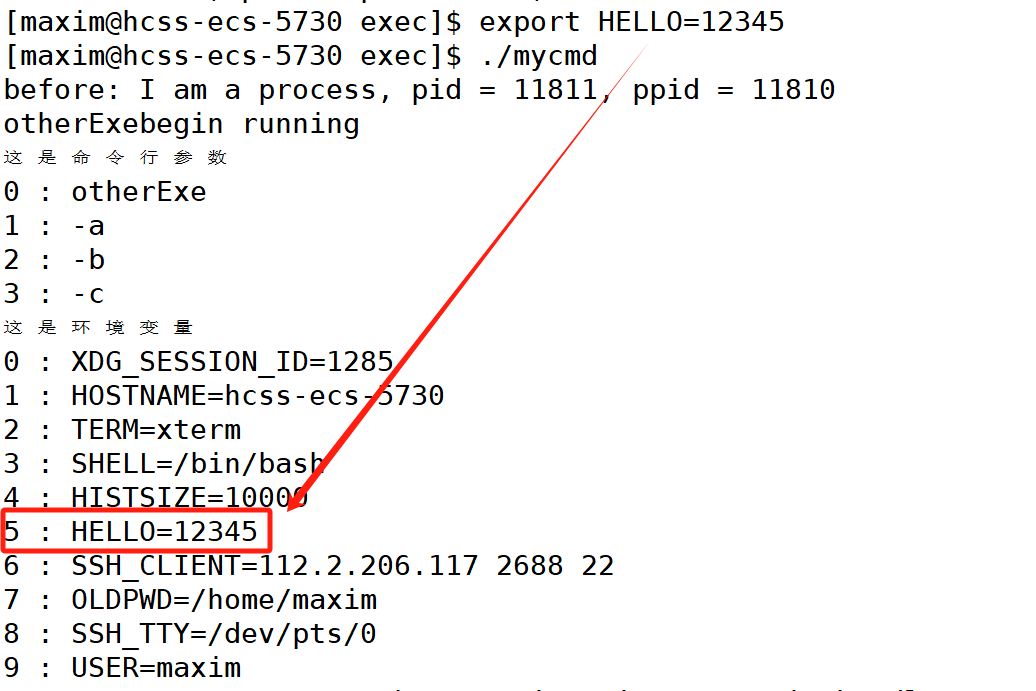 [maxim@hcss-ecs-5730 exec]$ export HELLO=12345
[maxim@hcss-ecs-5730 exec]$ ./mycmd
before: I am a process, pid = 11811, ppid = 11810
otherExebegin running
这是命令行参数
0 : otherExe
1 : -a
2 : -b
3 : -c
这是环境变量
0 : XDG_SESSION_ID=1285
1 : HOSTNAME=hcss-ecs-5730
2 : TERM=xterm
3 : SHELL=/bin/bash
4 : HISTSIZE=10000
5 : HELLO=12345
6 : SSH_CLIENT=112.2.206.117 2688 22
7 : OLDPWD=/home/maxim
8 : SSH_TTY=/dev/pts/0
9 : USER=maxim